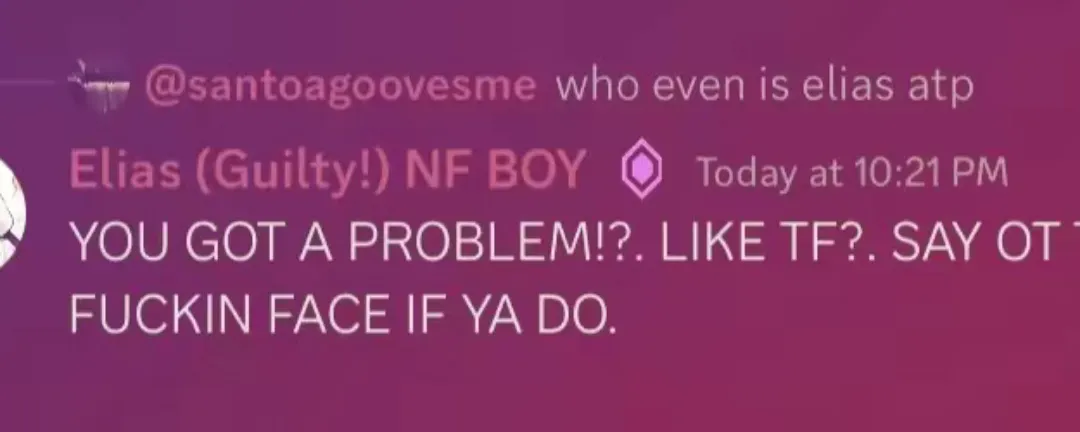 @santoagoovesme who even is elias atp
Elias (Guilty!) NF BOY Today at 10:21 PM
YOU GOT A PROBLEM!?. LIKE TF?. SAY OT
FUCKIN FACE IF YA DO.